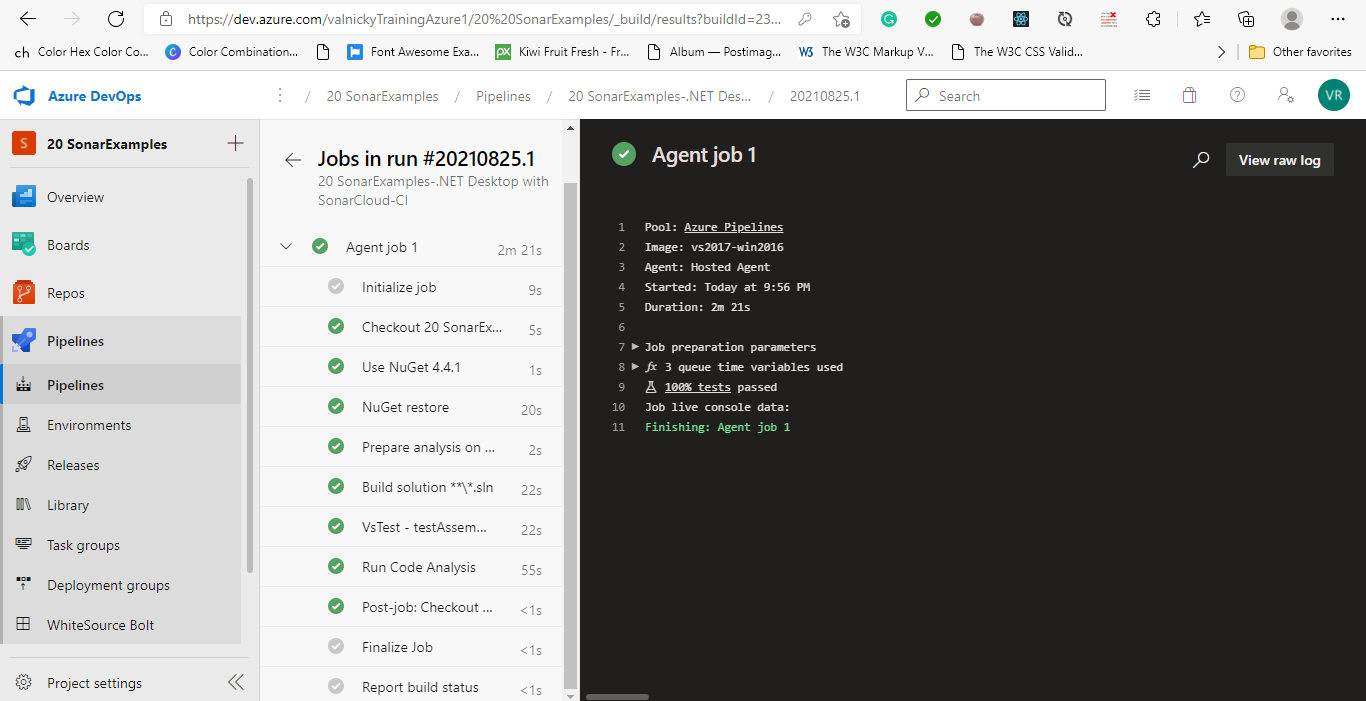 https://dev.azure.com/valnickyTrainingAzure1/20%20SonarExamples/_build/results?buildId=23...
ch Color Hex Color Co...
C Color Combination...
Font Awesome Exa...
px Kiwi Fruit Fresh - Fr...
Album — Postimag...
W3 The W3C Markup V...
The W3C CSS Valid...
Other favorites
Azure DevOps
/ 20 SonarExamples / Pipelines / 20 SonarExamples-.NET Des... / 20210825.1
Search
VR
S 20 SonarExamples
Overview
Boards
Repos
Pipelines
Pipelines
Environments
Releases
Library
Task groups
Deployment groups
WhiteSource Bolt
Project settings
Jobs in run #20210825.1
20 SonarExamples-.NET Desktop with
SonarCloud-CI
Agent job 1 2m 21s
Initialize job 9s
Checkout 20 SonarEx... 5s
Use NuGet 4.4.1 1s
NuGet restore 20s
Prepare analysis on ... 2s
Build solution **\*.sln 22s
VsTest - testAssem... 22s
Run Code Analysis 55s
Post-job: Checkout ... <1s
Finalize Job <1s
Report build status <1s
Agent job 1
View raw log
1 Pool: Azure Pipelines
2 Image: vs2017-win2016
3 Agent: Hosted Agent
4 Started: Today at 9:56 PM
5 Duration: 2m 21s
6
7 Job preparation parameters
8 fx 3 queue time variables used
9 100% tests passed
10 Job live console data:
11 Finishing: Agent job 1